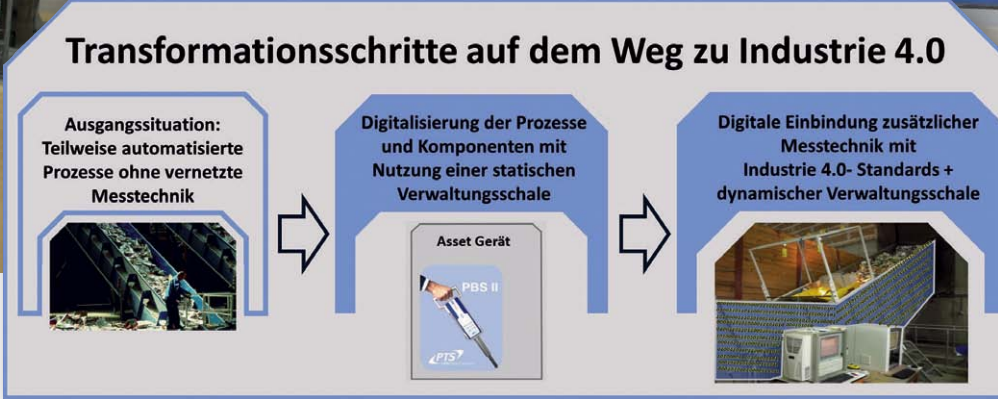 Transformationsschritte auf dem Weg zu Industrie 4.0
Ausgangssituation:
Teilweise automatisierte
Prozesse ohne vernetzte
Messtechnik
Digitalisierung der Prozesse
und Komponenten mit
Nutzung einer statischen
Verwaltungsschale
Asset Gerät
PBS II
PTS
Digitale Einbindung zusätzlicher
Messtechnik mit
Industrie 4.0- Standards +
dynamischer Verwaltungsschale